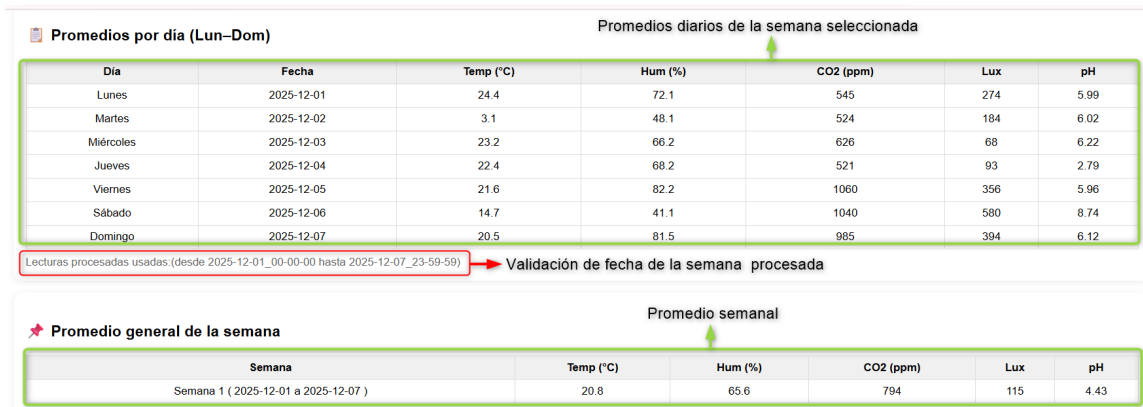 Promedios diarios de la semana seleccionada
Promedios por día (Lun–Dom)
Día Fecha Temp (°C) Hum (%) CO2 (ppm) Lux pH
Lunes 2025-12-01 24.4 72.1 545 274 5.99
Martes 2025-12-02 3.1 48.1 524 184 6.02
Miércoles 2025-12-03 23.2 66.2 626 68 6.22
Jueves 2025-12-04 22.4 68.2 521 93 2.79
Viernes 2025-12-05 21.6 82.2 1060 356 5.96
Sábado 2025-12-06 14.7 41.1 1040 580 8.74
Domingo 2025-12-07 20.5 81.5 985 394 6.12
Lecturas procesadas usadas:(desde 2025-12-01_00-00-00 hasta 2025-12-07_23-59-59) Validación de fecha de la semana procesada
Promedio semanal
Promedio general de la semana
Semana Temp (°C) Hum (%) CO2 (ppm) Lux pH
Semana 1 ( 2025-12-01 a 2025-12-07 ) 20.8 65.6 794 115 4.43